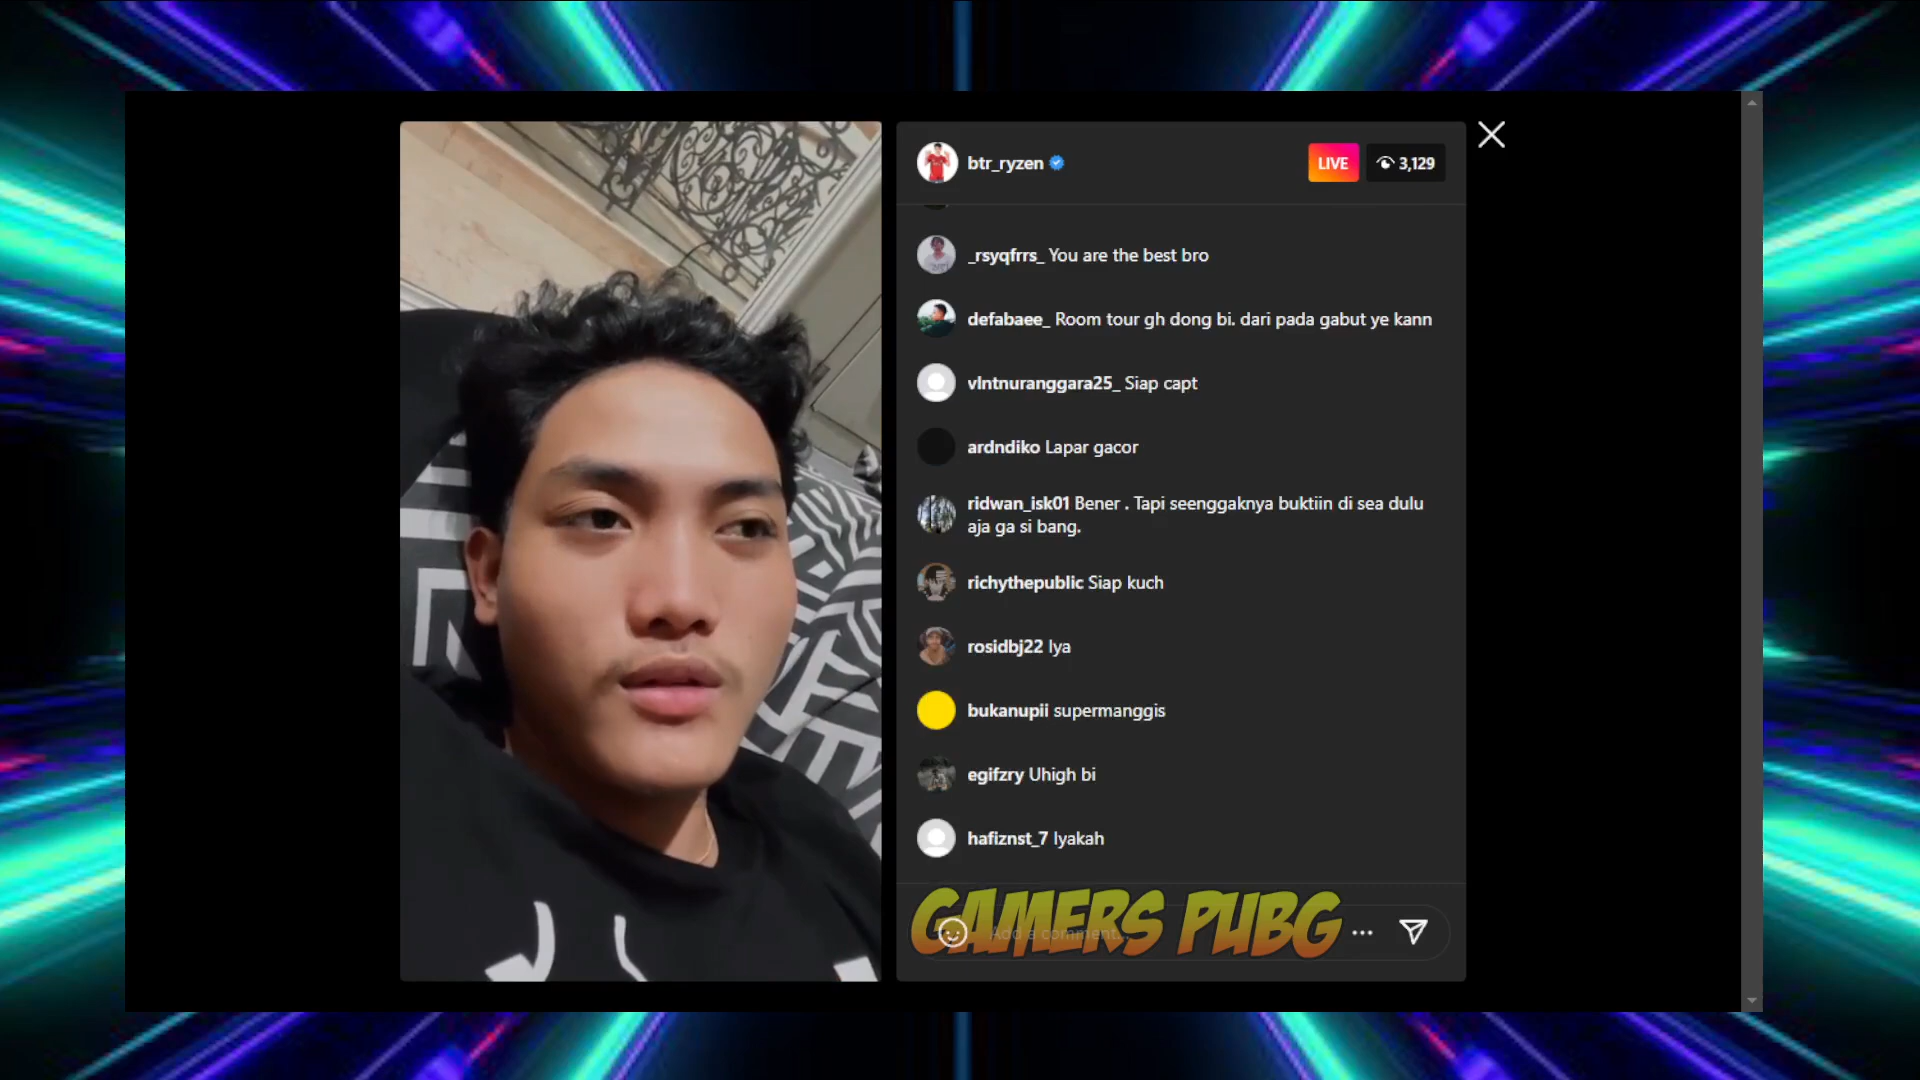 btr_ryzen
LIVE
3,129
_rsyqfrrs_ You are the best bro
defabaee_ Room tour gh dong bi. dari pada gabut ye kann
vlntnuranggara25_ Siap capt
ardndiko Lapar gacor
ridwan_isk01 Bener . Tapi seenggaknya buktiin di sea dulu
aja ga si bang.
richythepublic Siap kuch
rosidbj22 Iya
bukanupii supermanggis
egifzry Uhigh bi
hafiznst_7 Iyakah
GAMERS PUBG
Add a comment...